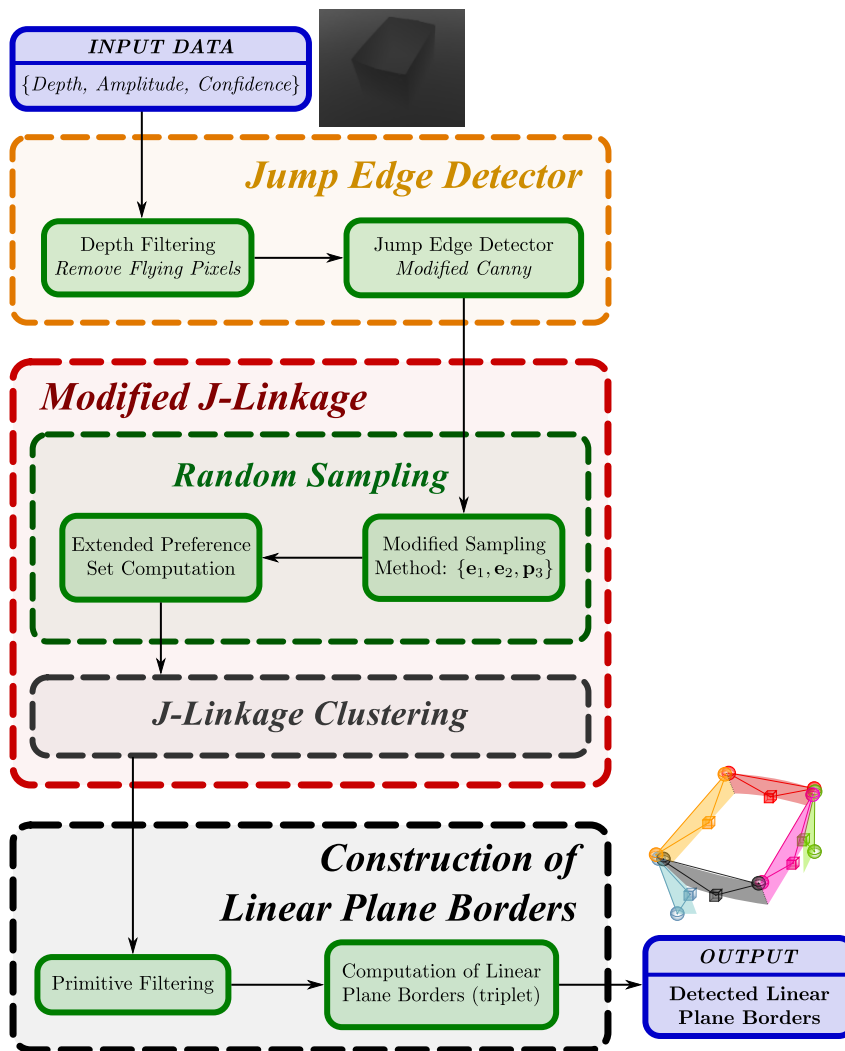 INPUT DATA
{Depth, Amplitude, Confidence}
Jump Edge Detector
Depth Filtering
Remove Flying Pixels
Jump Edge Detector
Modified Canny
Modified J-Linkage
Random Sampling
Extended Preference
Set Computation
Modified Sampling
Method: {e₁, e₂, p₃}
J-Linkage Clustering
Construction of
Linear Plane Borders
Primitive Filtering
Computation of Linear
Plane Borders (triplet)
OUTPUT
Detected Linear
Plane Borders